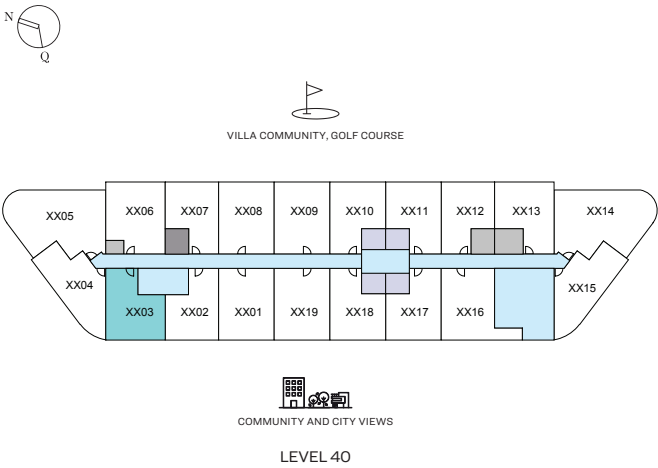 N
Q
VILLA COMMUNITY, GOLF COURSE
XX05 XX06 XX07 XX08 XX09 XX10 XX11 XX12 XX13 XX14
XX04 XX03 XX02 XX01 XX19 XX18 XX17 XX16 XX15
COMMUNITY AND CITY VIEWS
LEVEL 40